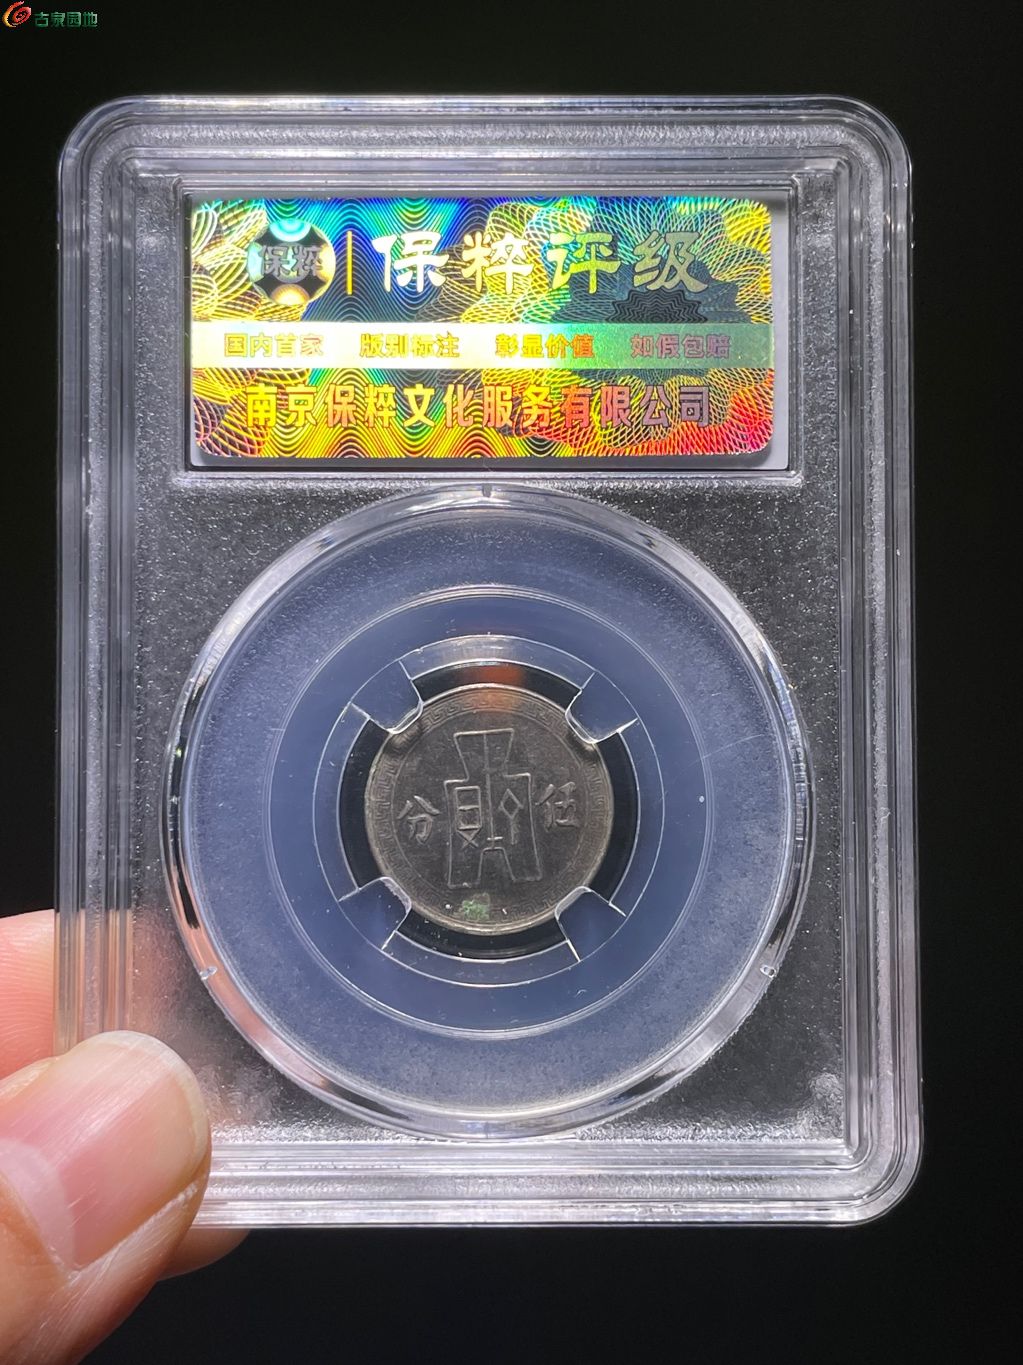 古泉园地
保粹 保粹评级
国内首家 版别标注 彰显价值 如假包赔
南京保粹文化服务有限公司
分 伍